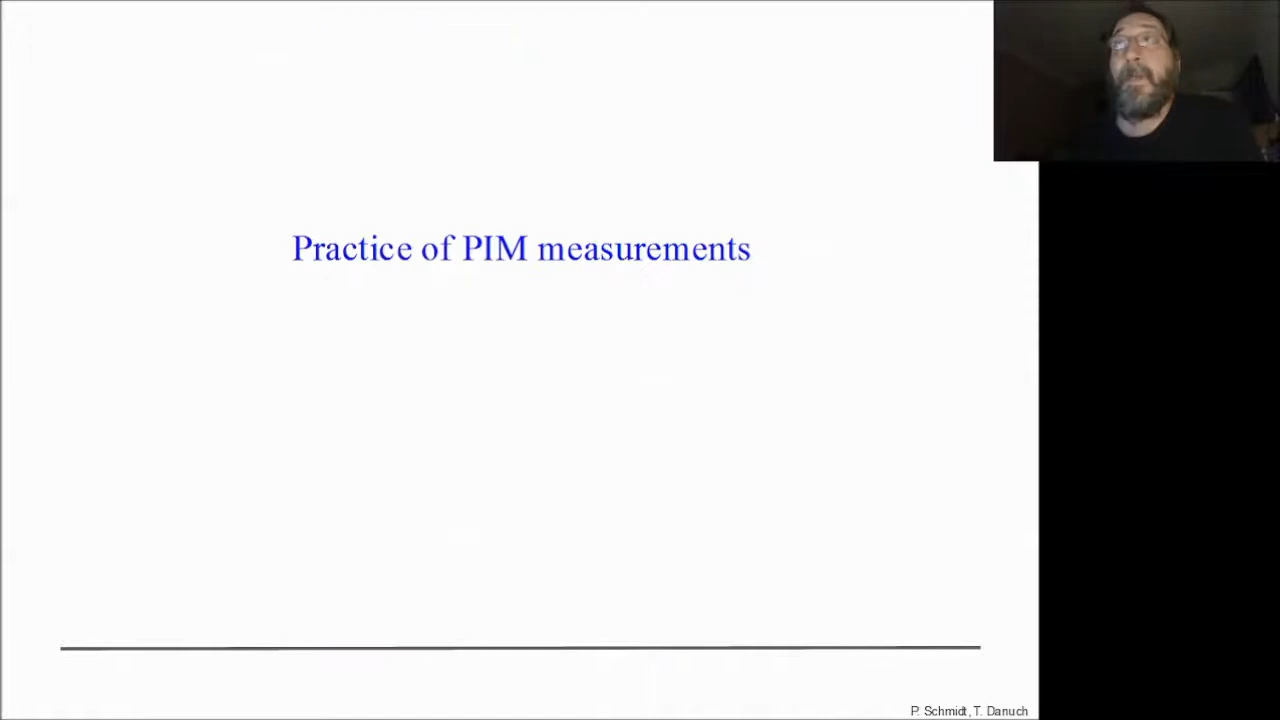 Practice of PIM measurements
P. Schmidt, T. Danuch